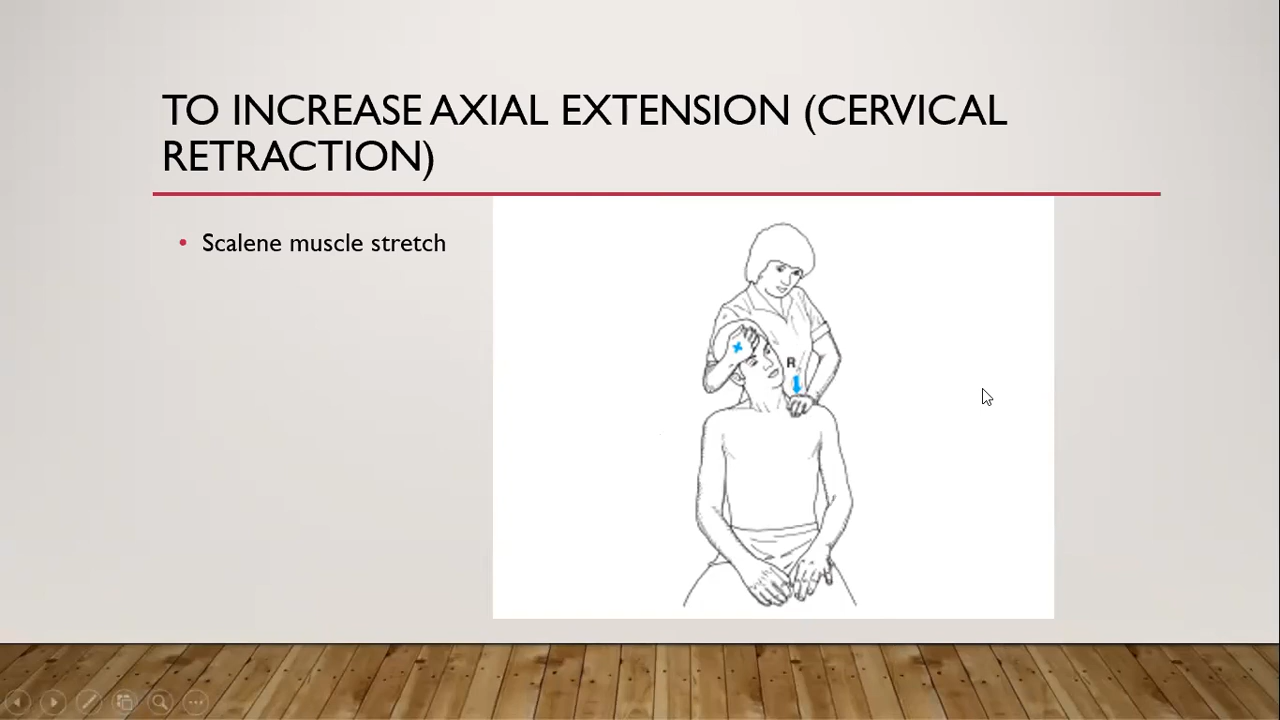 TO INCREASE AXIAL EXTENSION (CERVICAL
RETRACTION)
• Scalene muscle stretch
R